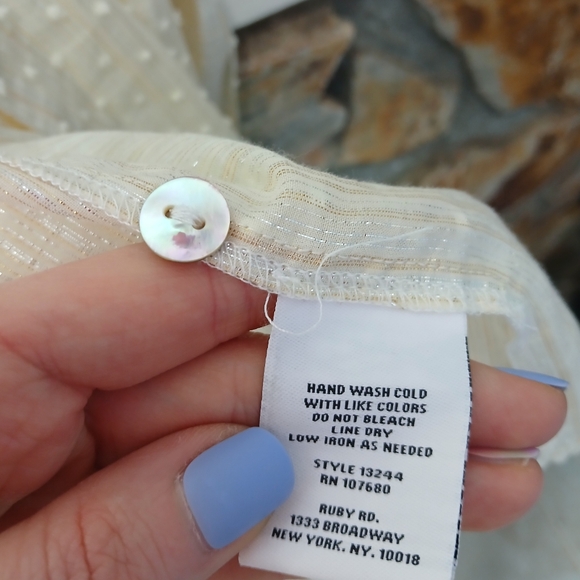 HAND WASH COLD
WITH LIKE COLORS
DO NOT BLEACH
LINE DRY
LOW IRON AS NEEDED
STYLE 13244
RN 107680
RUBY RD.
1333 BROADWAY
NEW YORK. NY. 10018